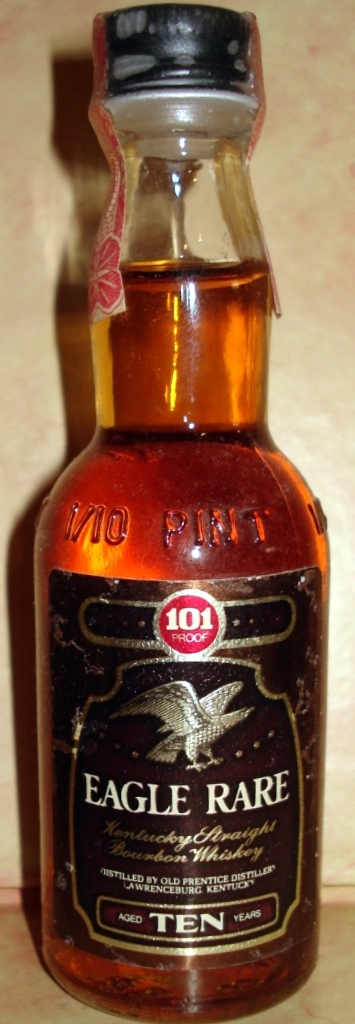 1/10 PINT
101
PROOF
EAGLE RARE
Kentucky Straight
Bourbon Whiskey
DISTILLED BY OLD PRENTICE DISTILLERY
LAWRENCEBURG, KENTUCKY
AGED TEN YEARS